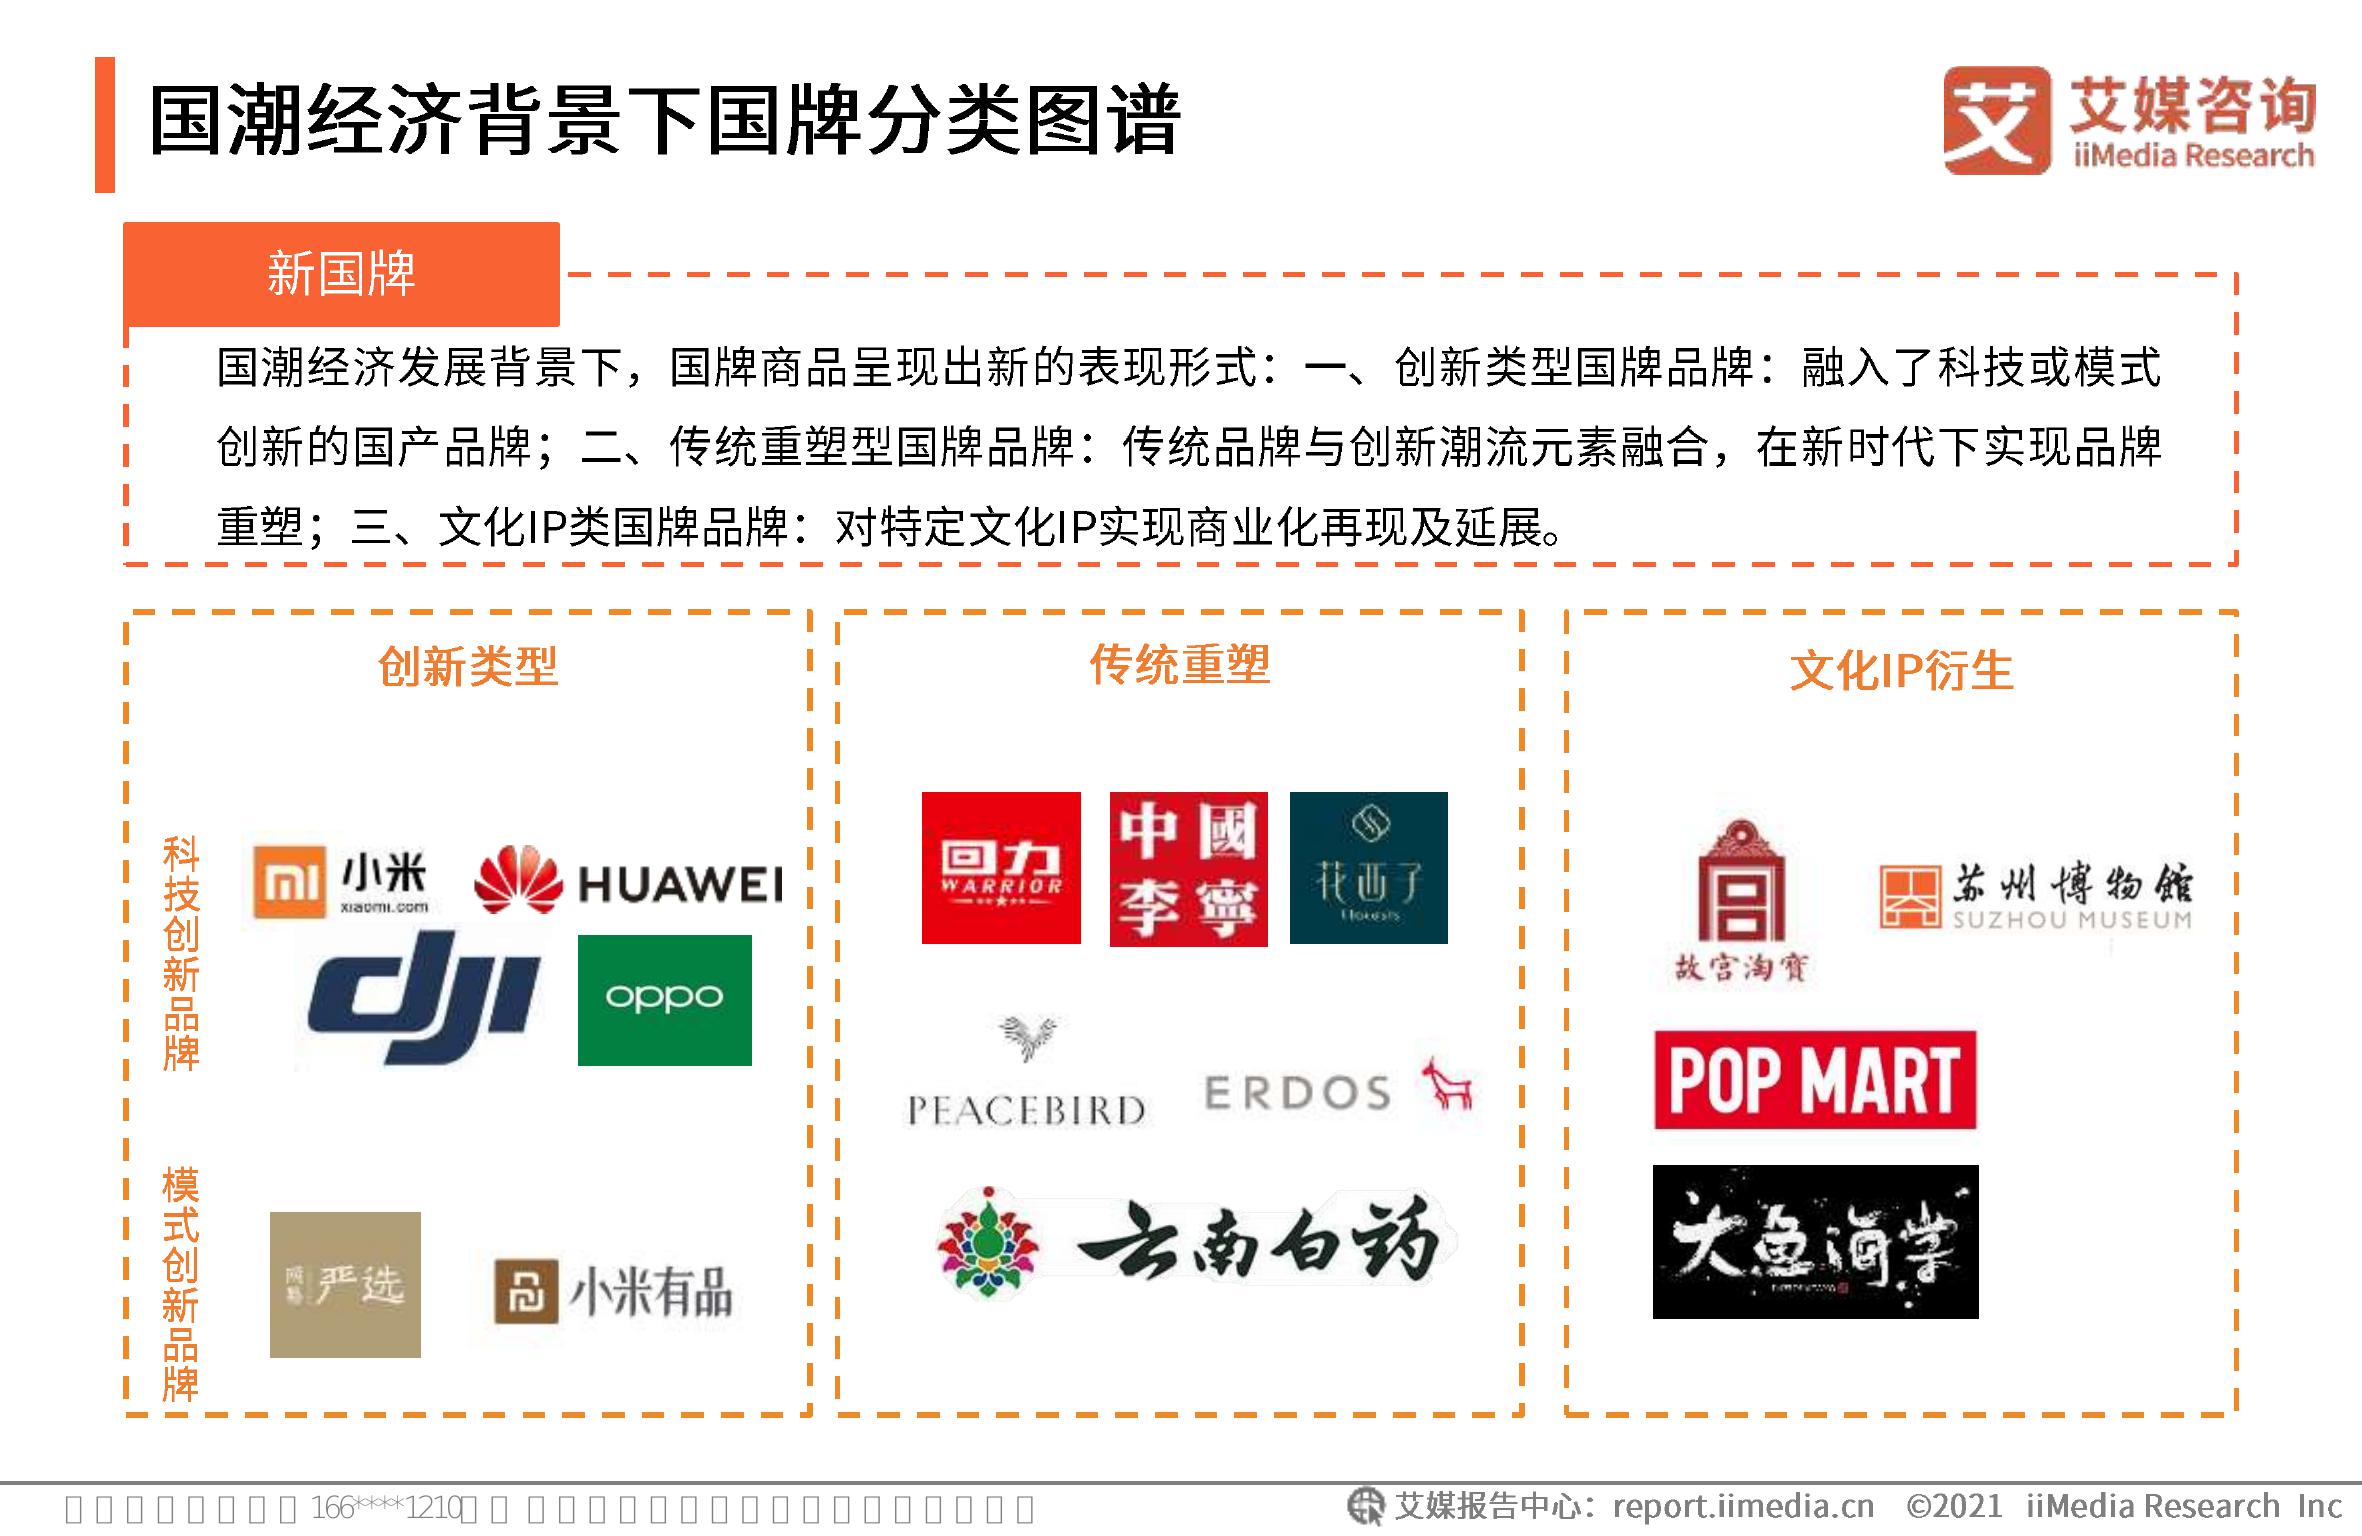 国潮经济背景下国牌分类图谱
艾 艾媒咨询
iiMedia Research
新国牌
国潮经济发展背景下，国牌商品呈现出新的表现形式：一、创新类型国牌品牌：融入了科技或模式
创新的国产品牌；二、传统重塑型国牌品牌：传统品牌与创新潮流元素融合，在新时代下实现品牌
重塑；三、文化IP类国牌品牌：对特定文化IP实现商业化再现及延展。
创新类型
科技创新品牌
小米
xiaomi.com
HUAWEI
dji
oppo
模式创新品牌
网易
严选
小米有品
传统重塑
回力
WARRIOR
中國
李寧
花西子
Florasis
PEACEBIRD
ERDOS
云南白药
文化IP衍生
故宫淘寳
苏州博物館
SUZHOU MUSEUM
POP MART
大鱼海棠
166****1210
艾媒报告中心：report.iimedia.cn ©2021 iiMedia Research Inc